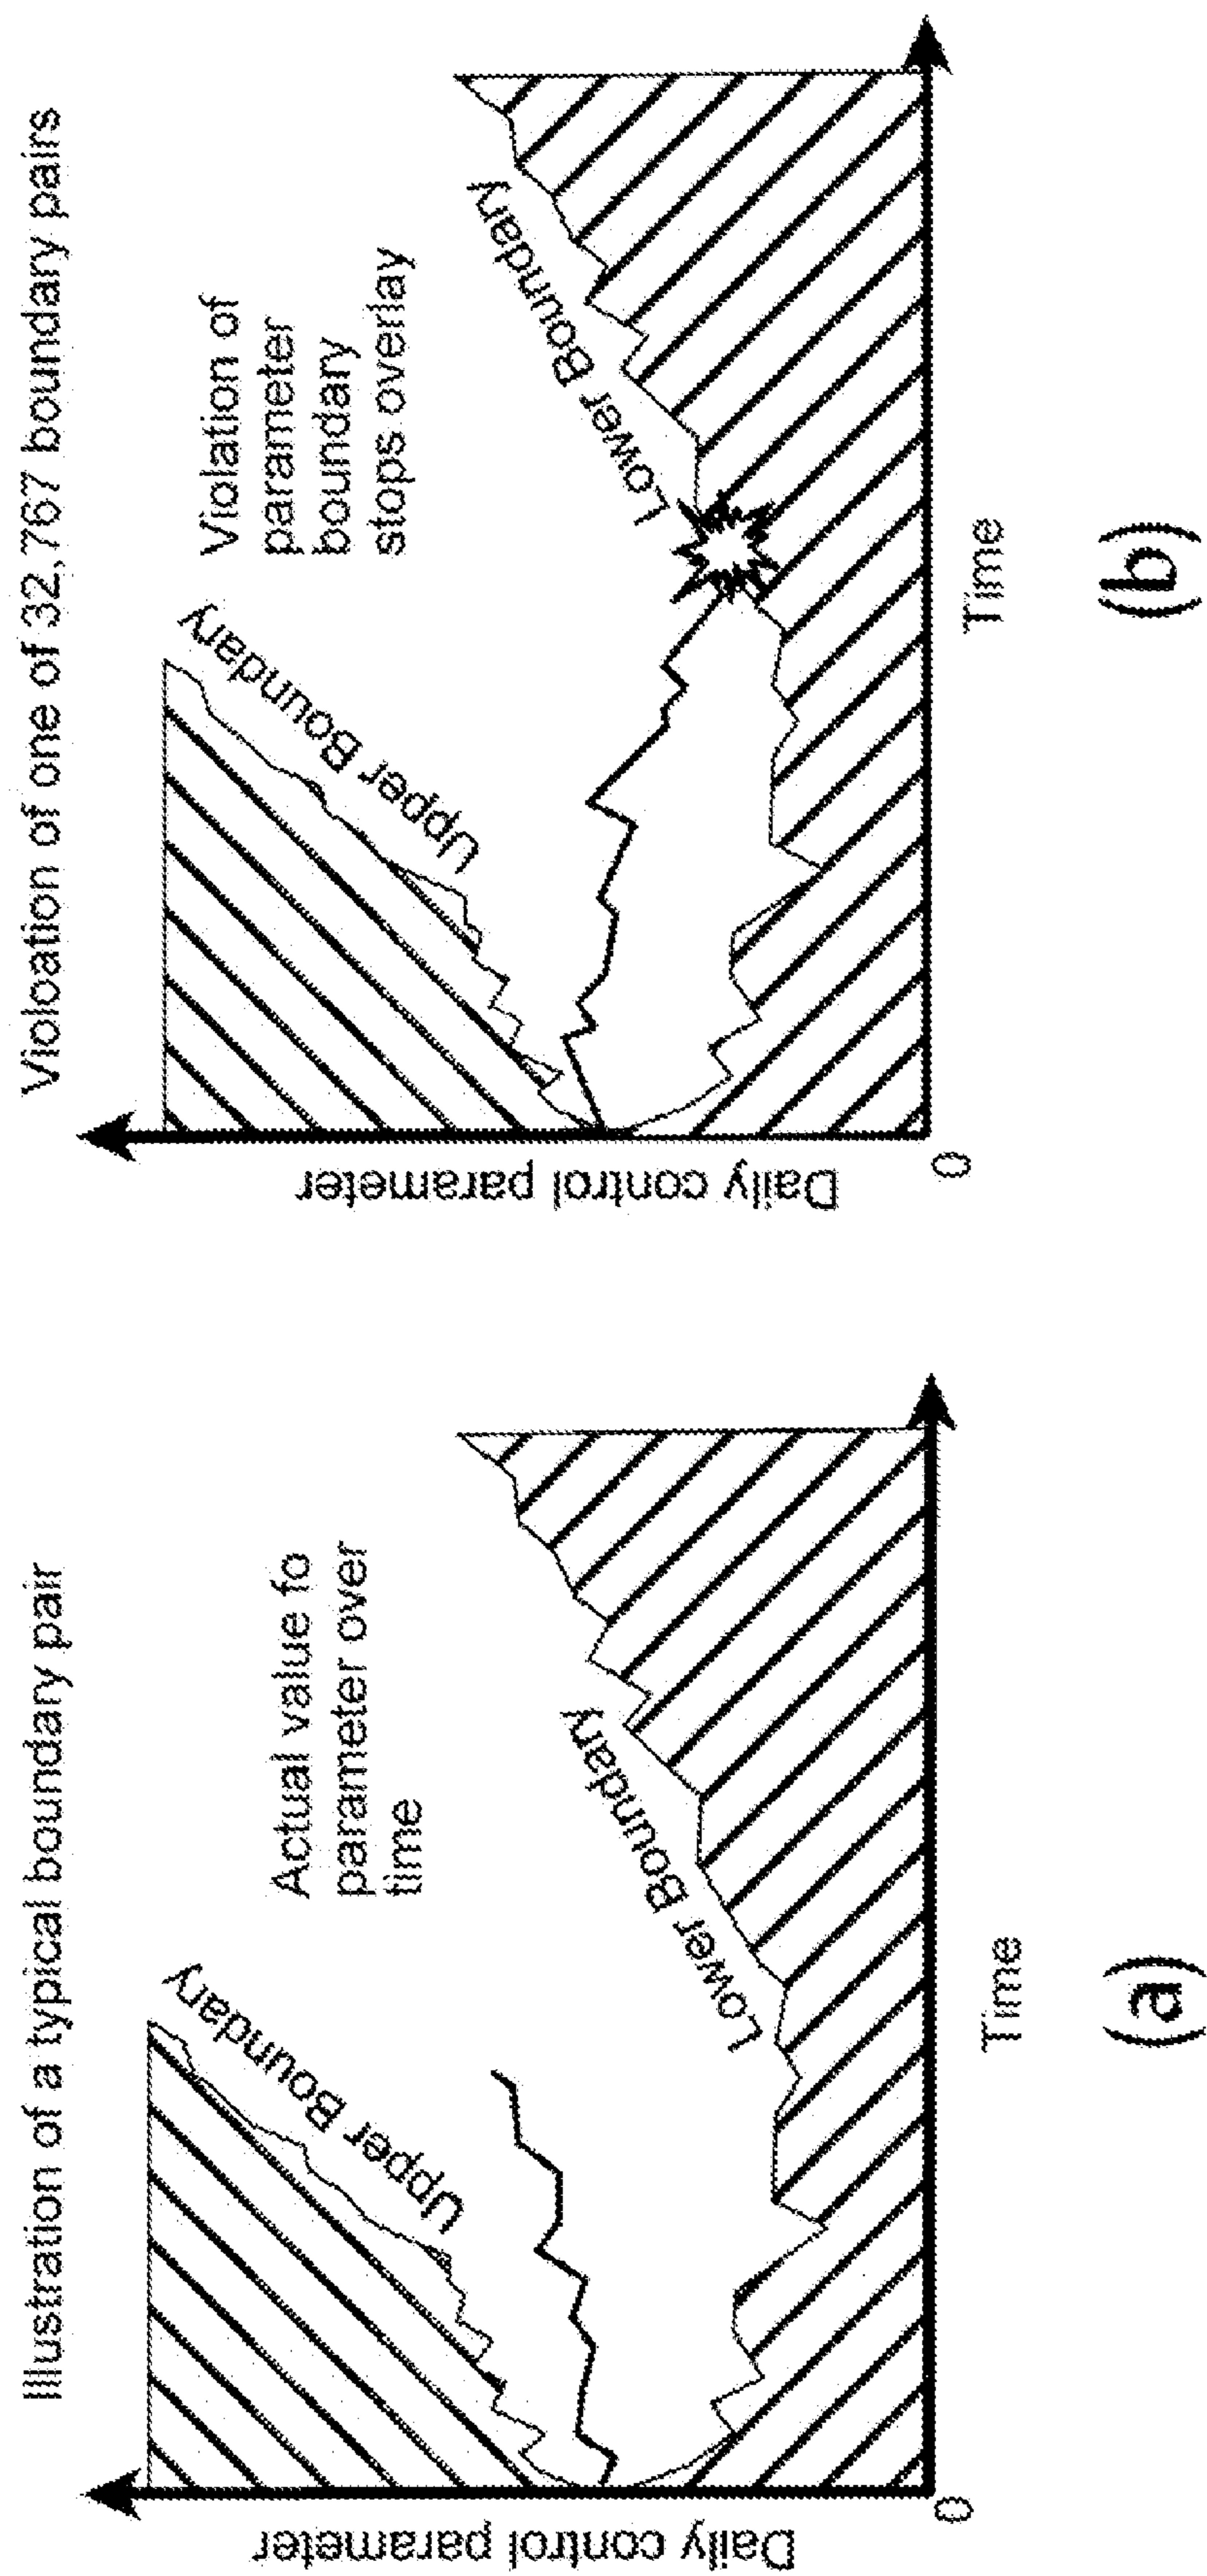 Illustration of a typical boundary pair
Daily control parameter
Upper Boundary
Actual value fo
parameter over
time
Lower Boundary
0
Time
(a)
Violoation of one of 32,767 boundary pairs
Daily control parameter
Upper Boundary
Violation of
parameter
boundary
stops overlay
Lower Boundary
0
Time
(b)